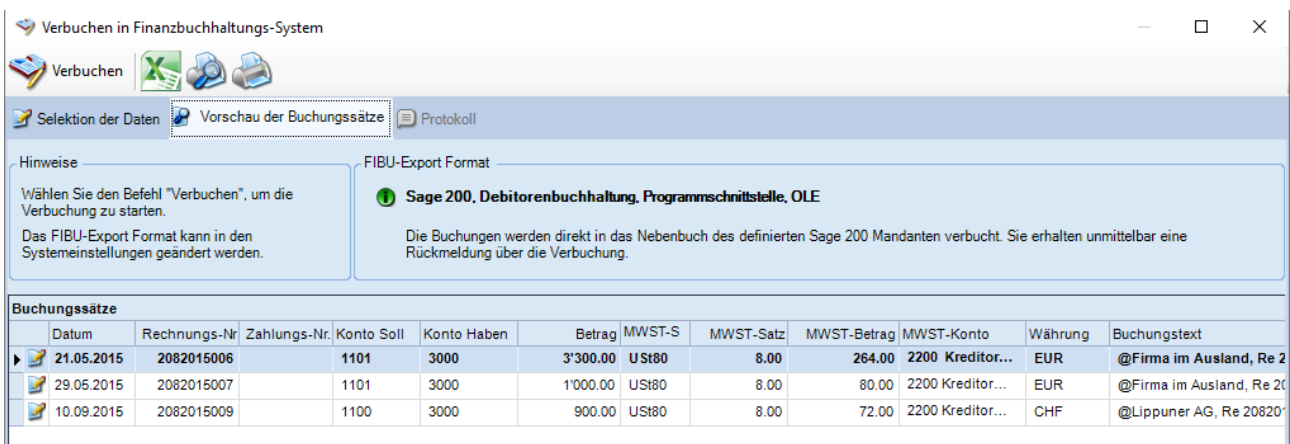 Verbuchen in Finanzbuchhaltungs-System
Verbuchen
Selektion der Daten Vorschau der Buchungssätze Protokoll
Hinweise
Wählen Sie den Befehl "Verbuchen", um die
Verbuchung zu starten.
Das FIBU-Export Format kann in den
Systemeinstellungen geändert werden.
FIBU-Export Format
Sage 200, Debitorenbuchhaltung, Programmschnittstelle, OLE
Die Buchungen werden direkt in das Nebenbuch des definierten Sage 200 Mandanten verbucht. Sie erhalten unmittelbar eine
Rückmeldung über die Verbuchung.
Buchungssätze
Datum Rechnungs-Nr Zahlungs-Nr. Konto Soll Konto Haben Betrag MWST-S MWST-Satz MWST-Betrag MWST-Konto Währung Buchungstext
21.05.2015 2082015006 1101 3000 3'300.00 USt80 8.00 264.00 2200 Kreditor... EUR @Firma im Ausland, Re 2
29.05.2015 2082015007 1101 3000 1'000.00 USt80 8.00 80.00 2200 Kreditor... EUR @Firma im Ausland, Re 20
10.09.2015 2082015009 1100 3000 900.00 USt80 8.00 72.00 2200 Kreditor... CHF @Lippuner AG, Re 20820